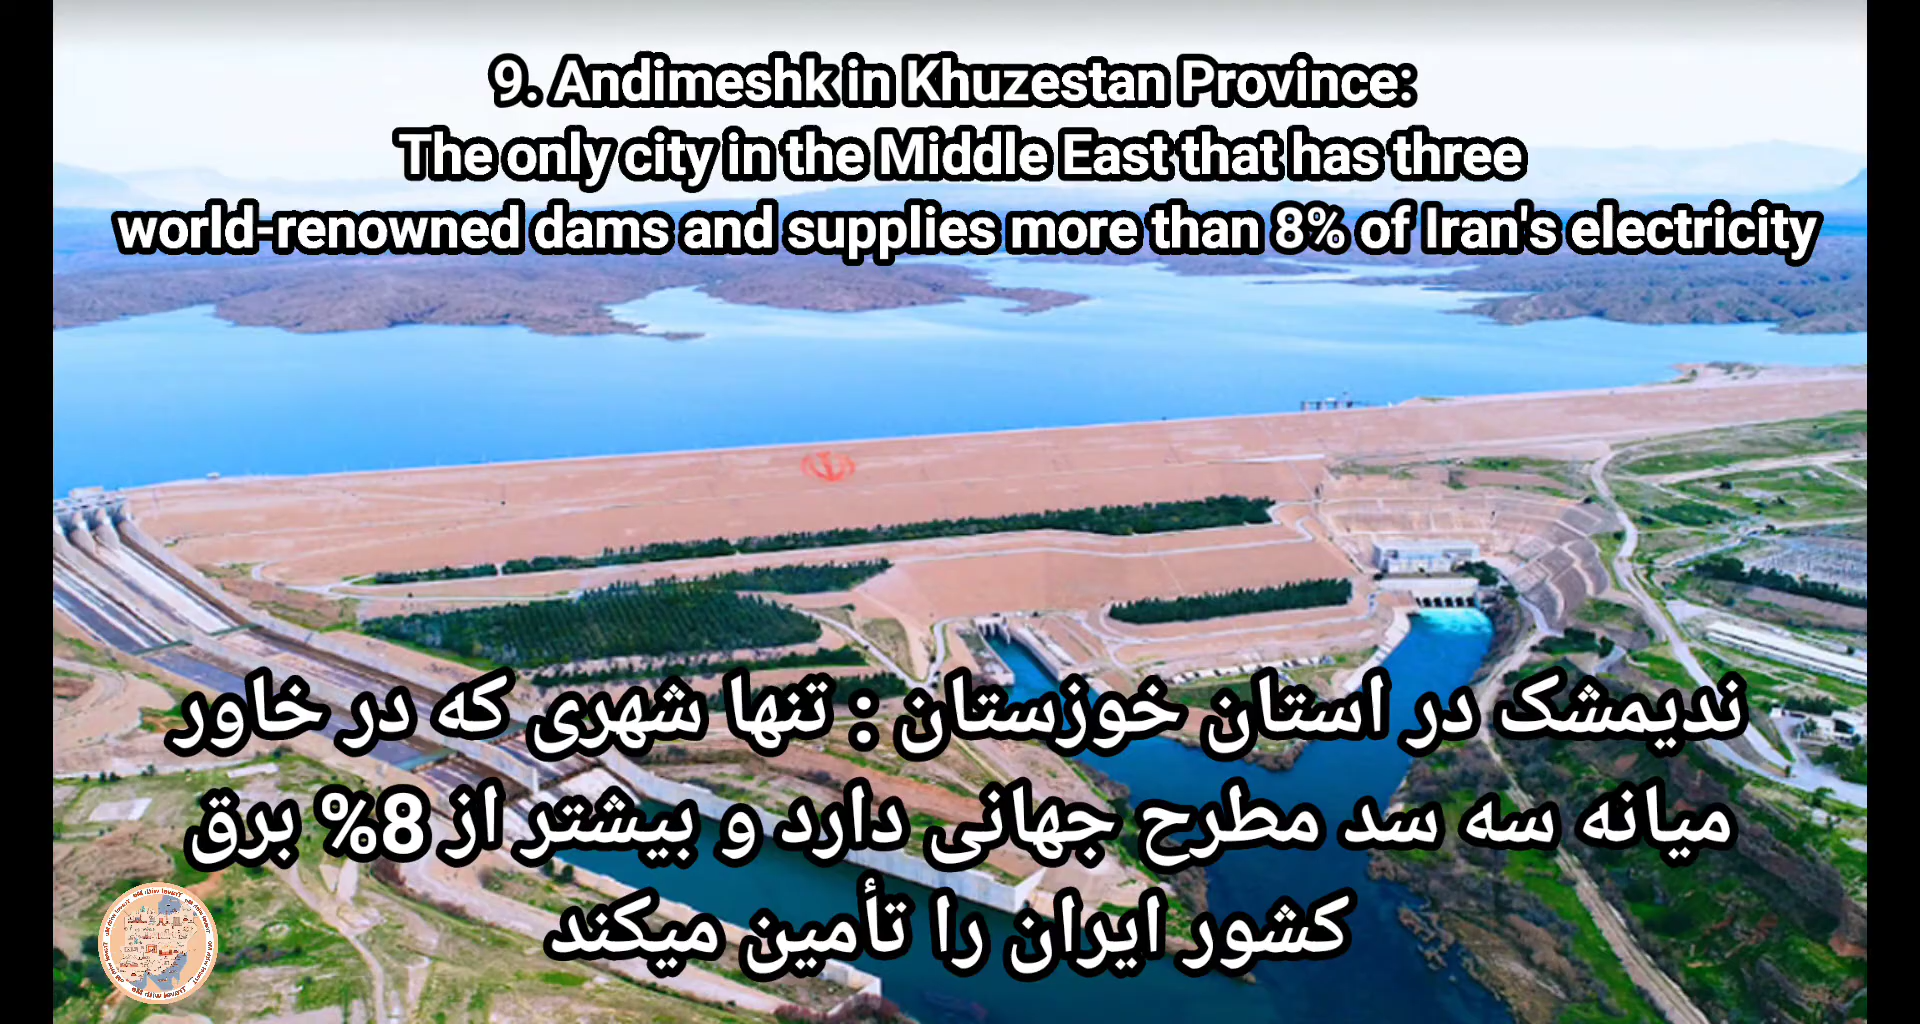 9. Andimeshk in Khuzestan Province:
The only city in the Middle East that has three
world-renowned dams and supplies more than 8% of Iran's electricity
ندیمشک در استان خوزستان : تنها شهری که در خاور
میانه سه سد مطرح جهانی دارد و بیشتر از 8% برق
کشور ایران را تأمین میکند